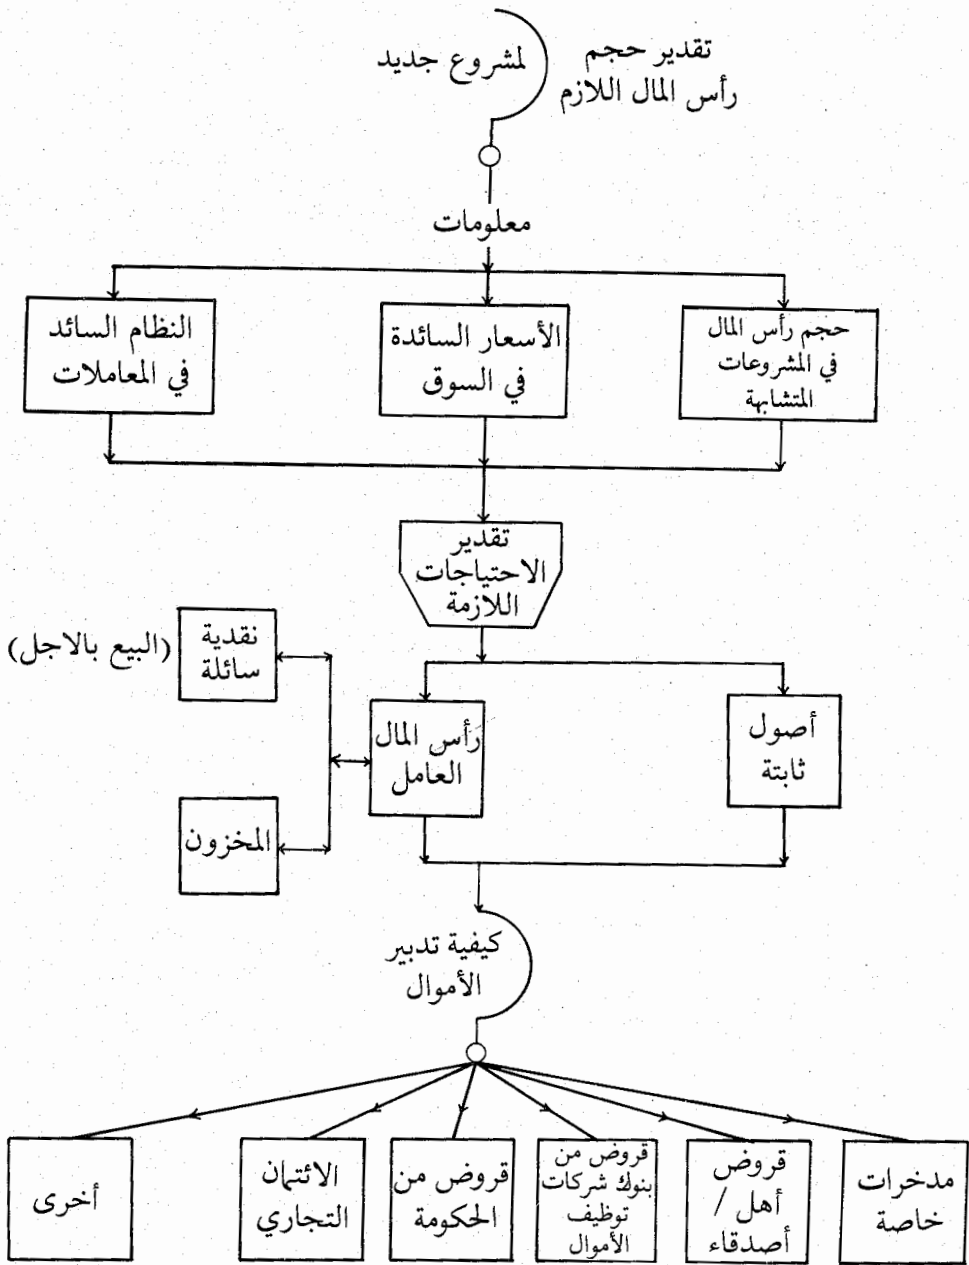 تقدير حجم
رأس المال اللازم
لمشروع جديد
معلومات
حجم رأس المال
في المشروعات
المتشابهة
الأسعار السائدة
في السوق
النظام السائد
في المعاملات
تقدير
الاحتياجات
اللازمة
أصول
ثابتة
رأس المال
العامل
نقدية
سائلة
(البيع بالاجل)
المخزون
كيفية تدبير
الأموال
مدخرات
خاصة
قروض
أهل /
أصدقاء
قروض من
بنوك شركات
توظيف
الأموال
قروض من
الحكومة
الائتمان
التجاري
أخرى